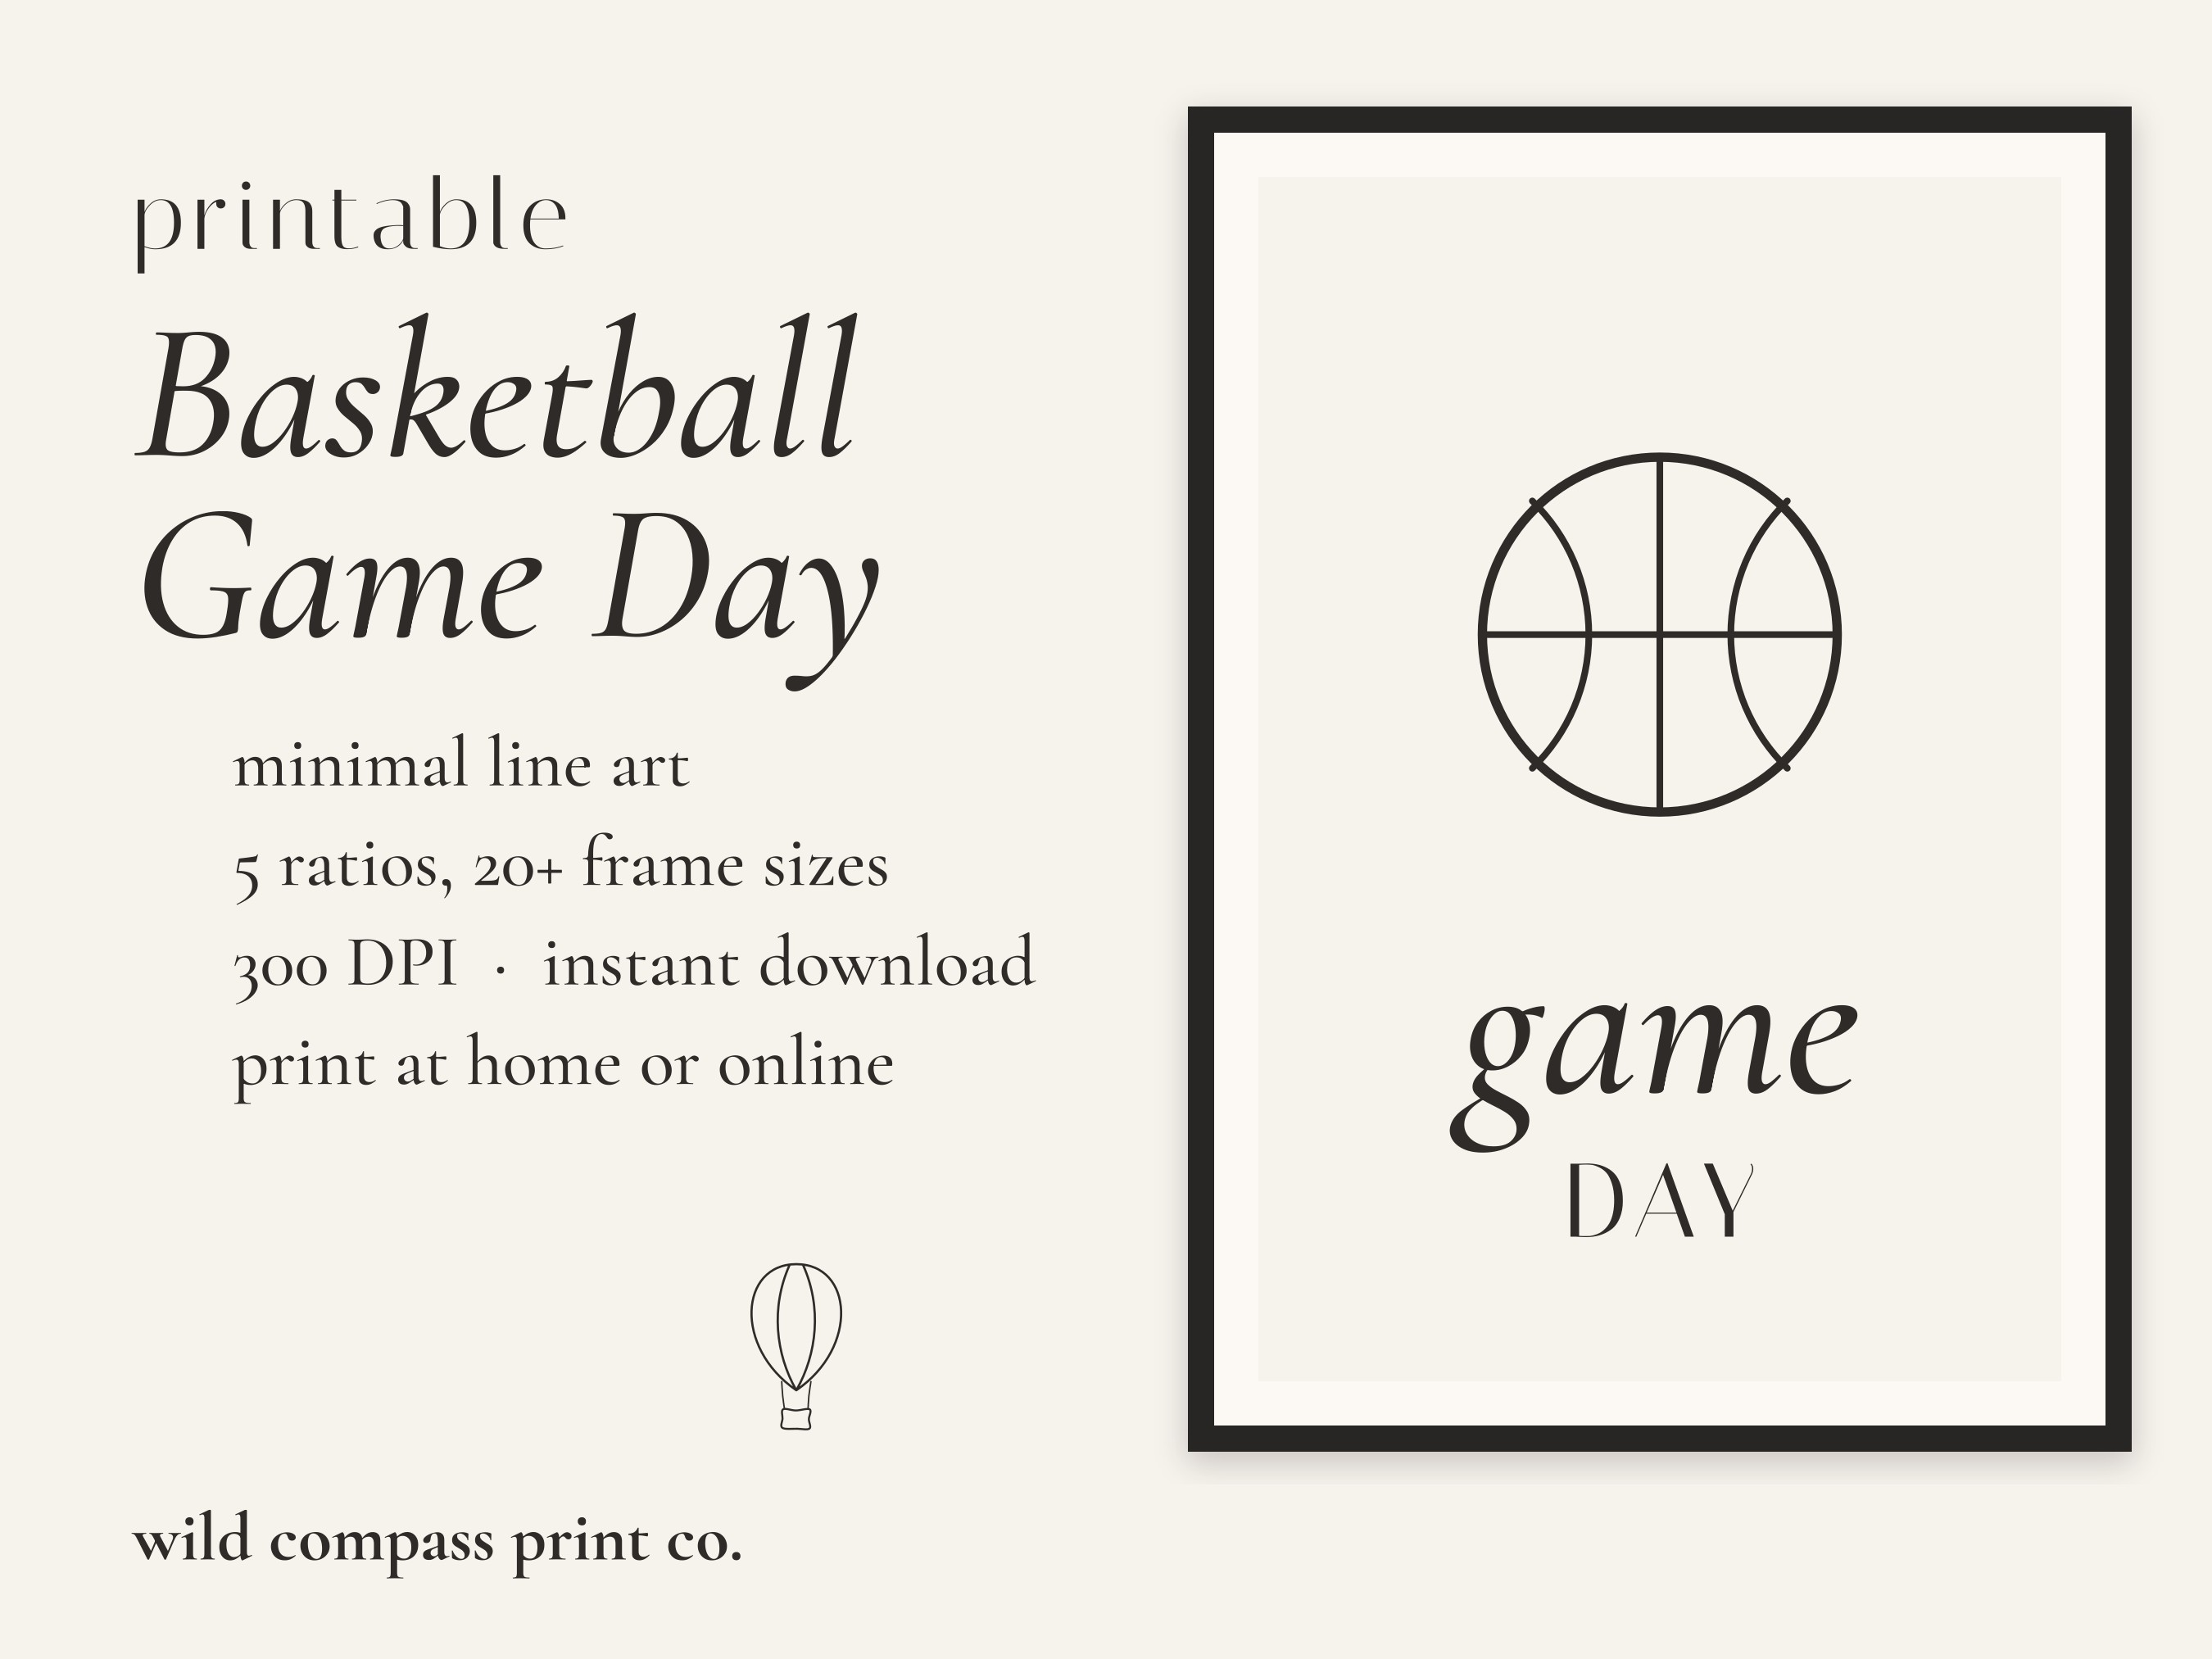 printable
Basketball
Game Day
minimal line art
5 ratios, 20+ frame sizes
300 DPI · instant download
print at home or online
wild compass print co.
game
DAY